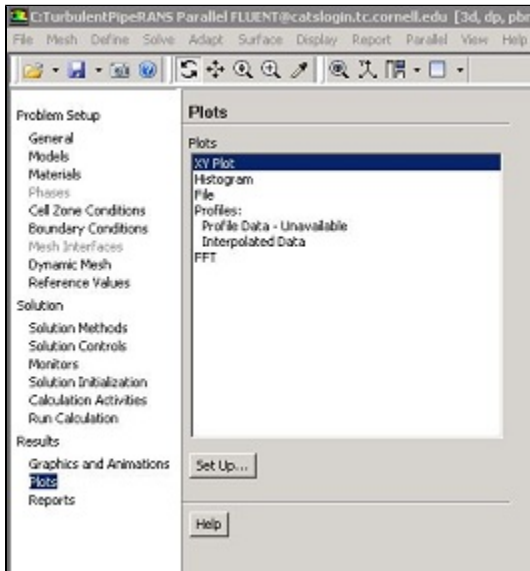 C:TurbulentPipeRANS Parallel FLUENT@catslogin.tc.cornell.edu [3d, dp, pbn
File Mesh Define Solve Adapt Surface Display Report Parallel View Help
Problem Setup
General
Models
Materials
Phases
Cell Zone Conditions
Boundary Conditions
Mesh Interfaces
Dynamic Mesh
Reference Values
Solution
Solution Methods
Solution Controls
Monitors
Solution Initialization
Calculation Activities
Run Calculation
Results
Graphics and Animations
Plots
Reports
Plots
Plots
XY Plot
Histogram
File
Profiles:
Profile Data - Unavailable
Interpolated Data
FFT
Set Up...
Help